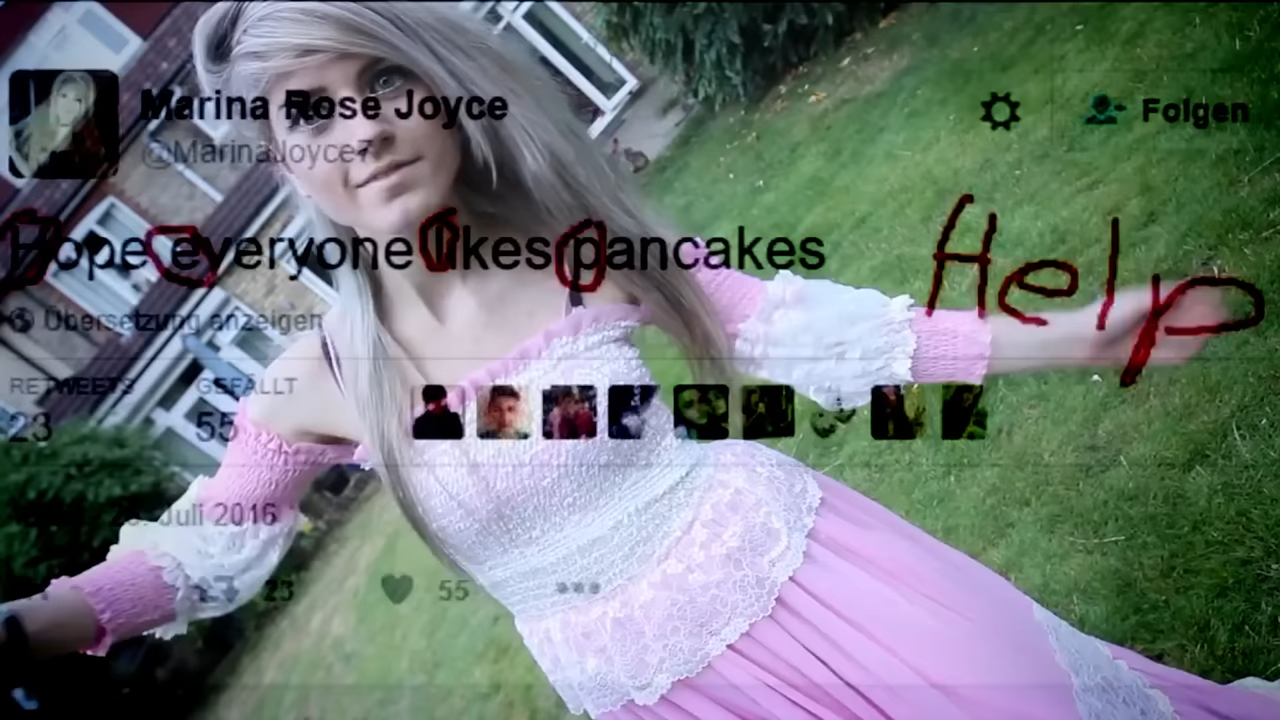 Marina Rose Joyce
Folgen
@MarinaJoyce7
Hope everyone likes pancakes
Help
Übersetzung anzeigen
RETWEETS GEFÄLLT
23 55
Juli 2016
23 55